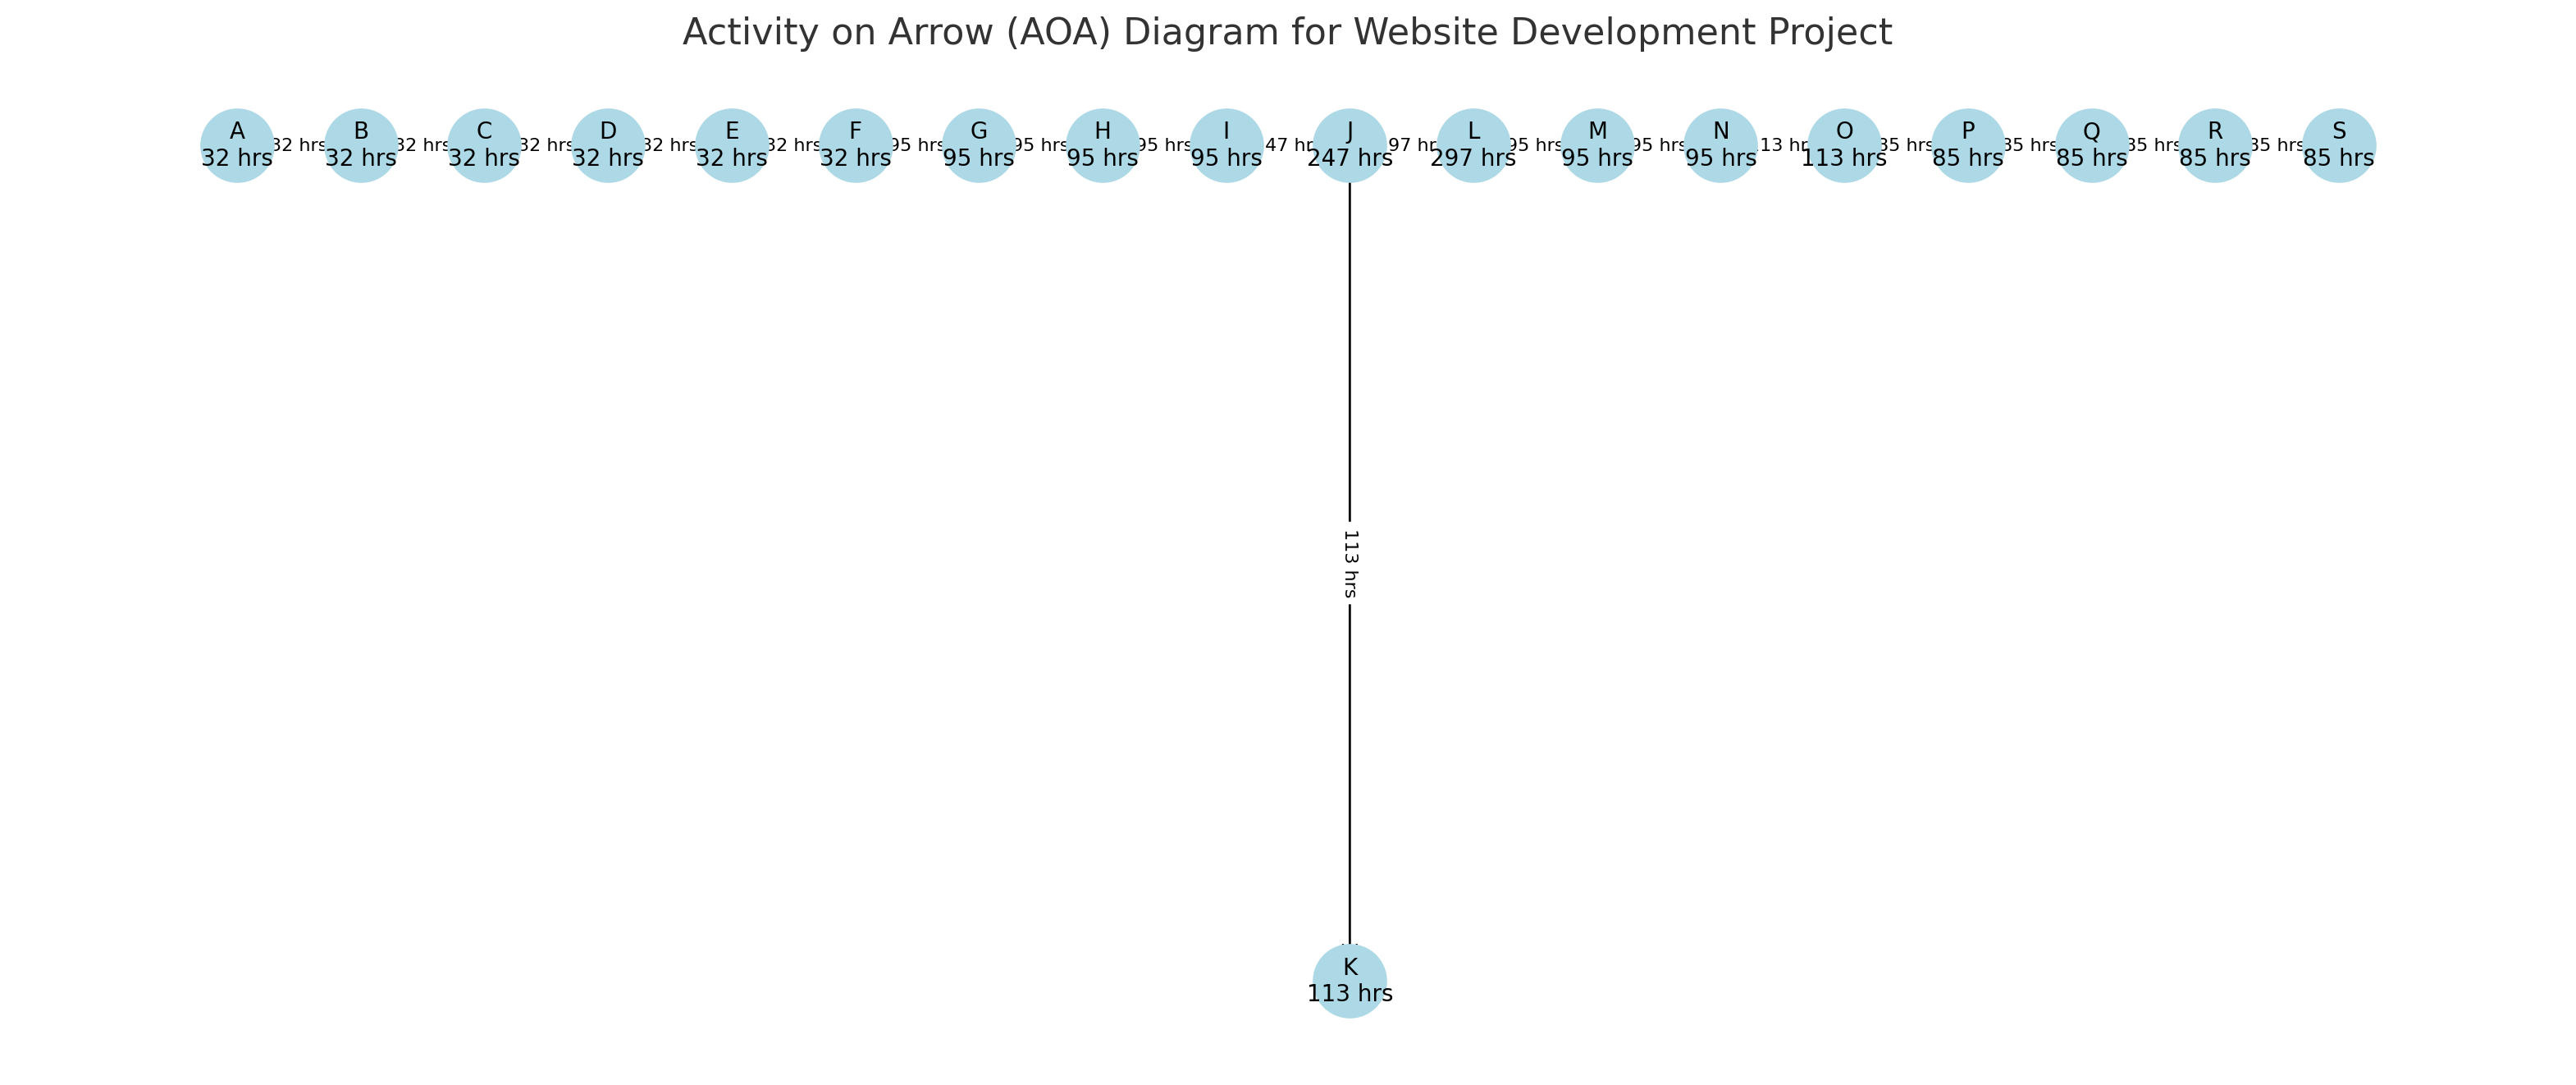 Activity on Arrow (AOA) Diagram for Website Development Project
A
32 hrs
B
32 hrs
C
32 hrs
D
32 hrs
E
32 hrs
F
32 hrs
G
95 hrs
H
95 hrs
I
95 hrs
J
247 hrs
L
297 hrs
M
95 hrs
N
95 hrs
O
113 hrs
P
85 hrs
Q
85 hrs
R
85 hrs
S
85 hrs
32 hrs
32 hrs
32 hrs
32 hrs
32 hrs
95 hrs
95 hrs
95 hrs
47 hr
97 hr
95 hrs
95 hrs
13 hr
35 hrs
35 hrs
35 hrs
35 hrs
113 hrs
K
113 hrs